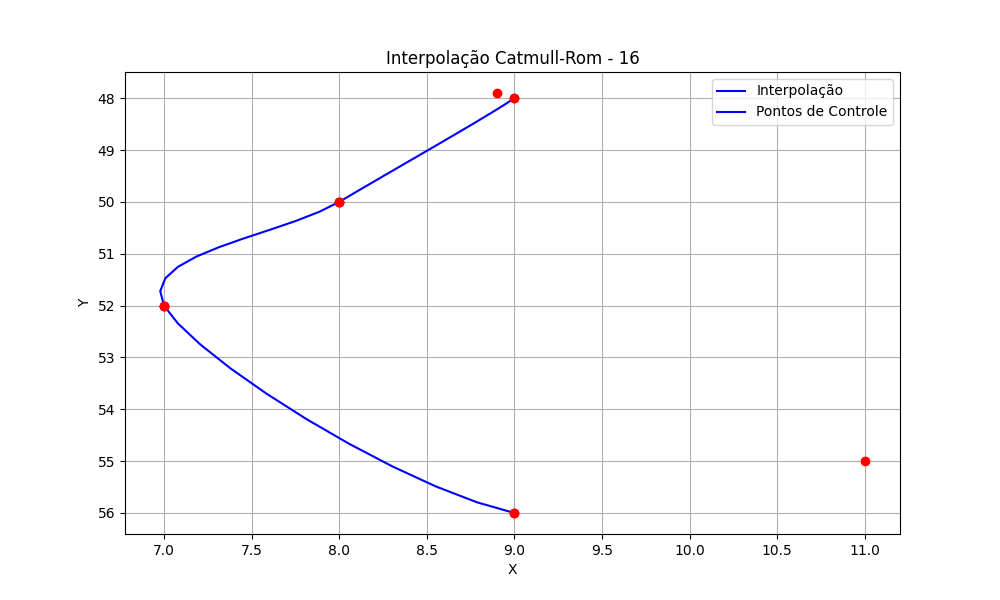 Interpolação Catmull-Rom - 16
Interpolação
Pontos de Controle
Y
48
49
50
51
52
53
54
55
56
7.0 7.5 8.0 8.5 9.0 9.5 10.0 10.5 11.0
X